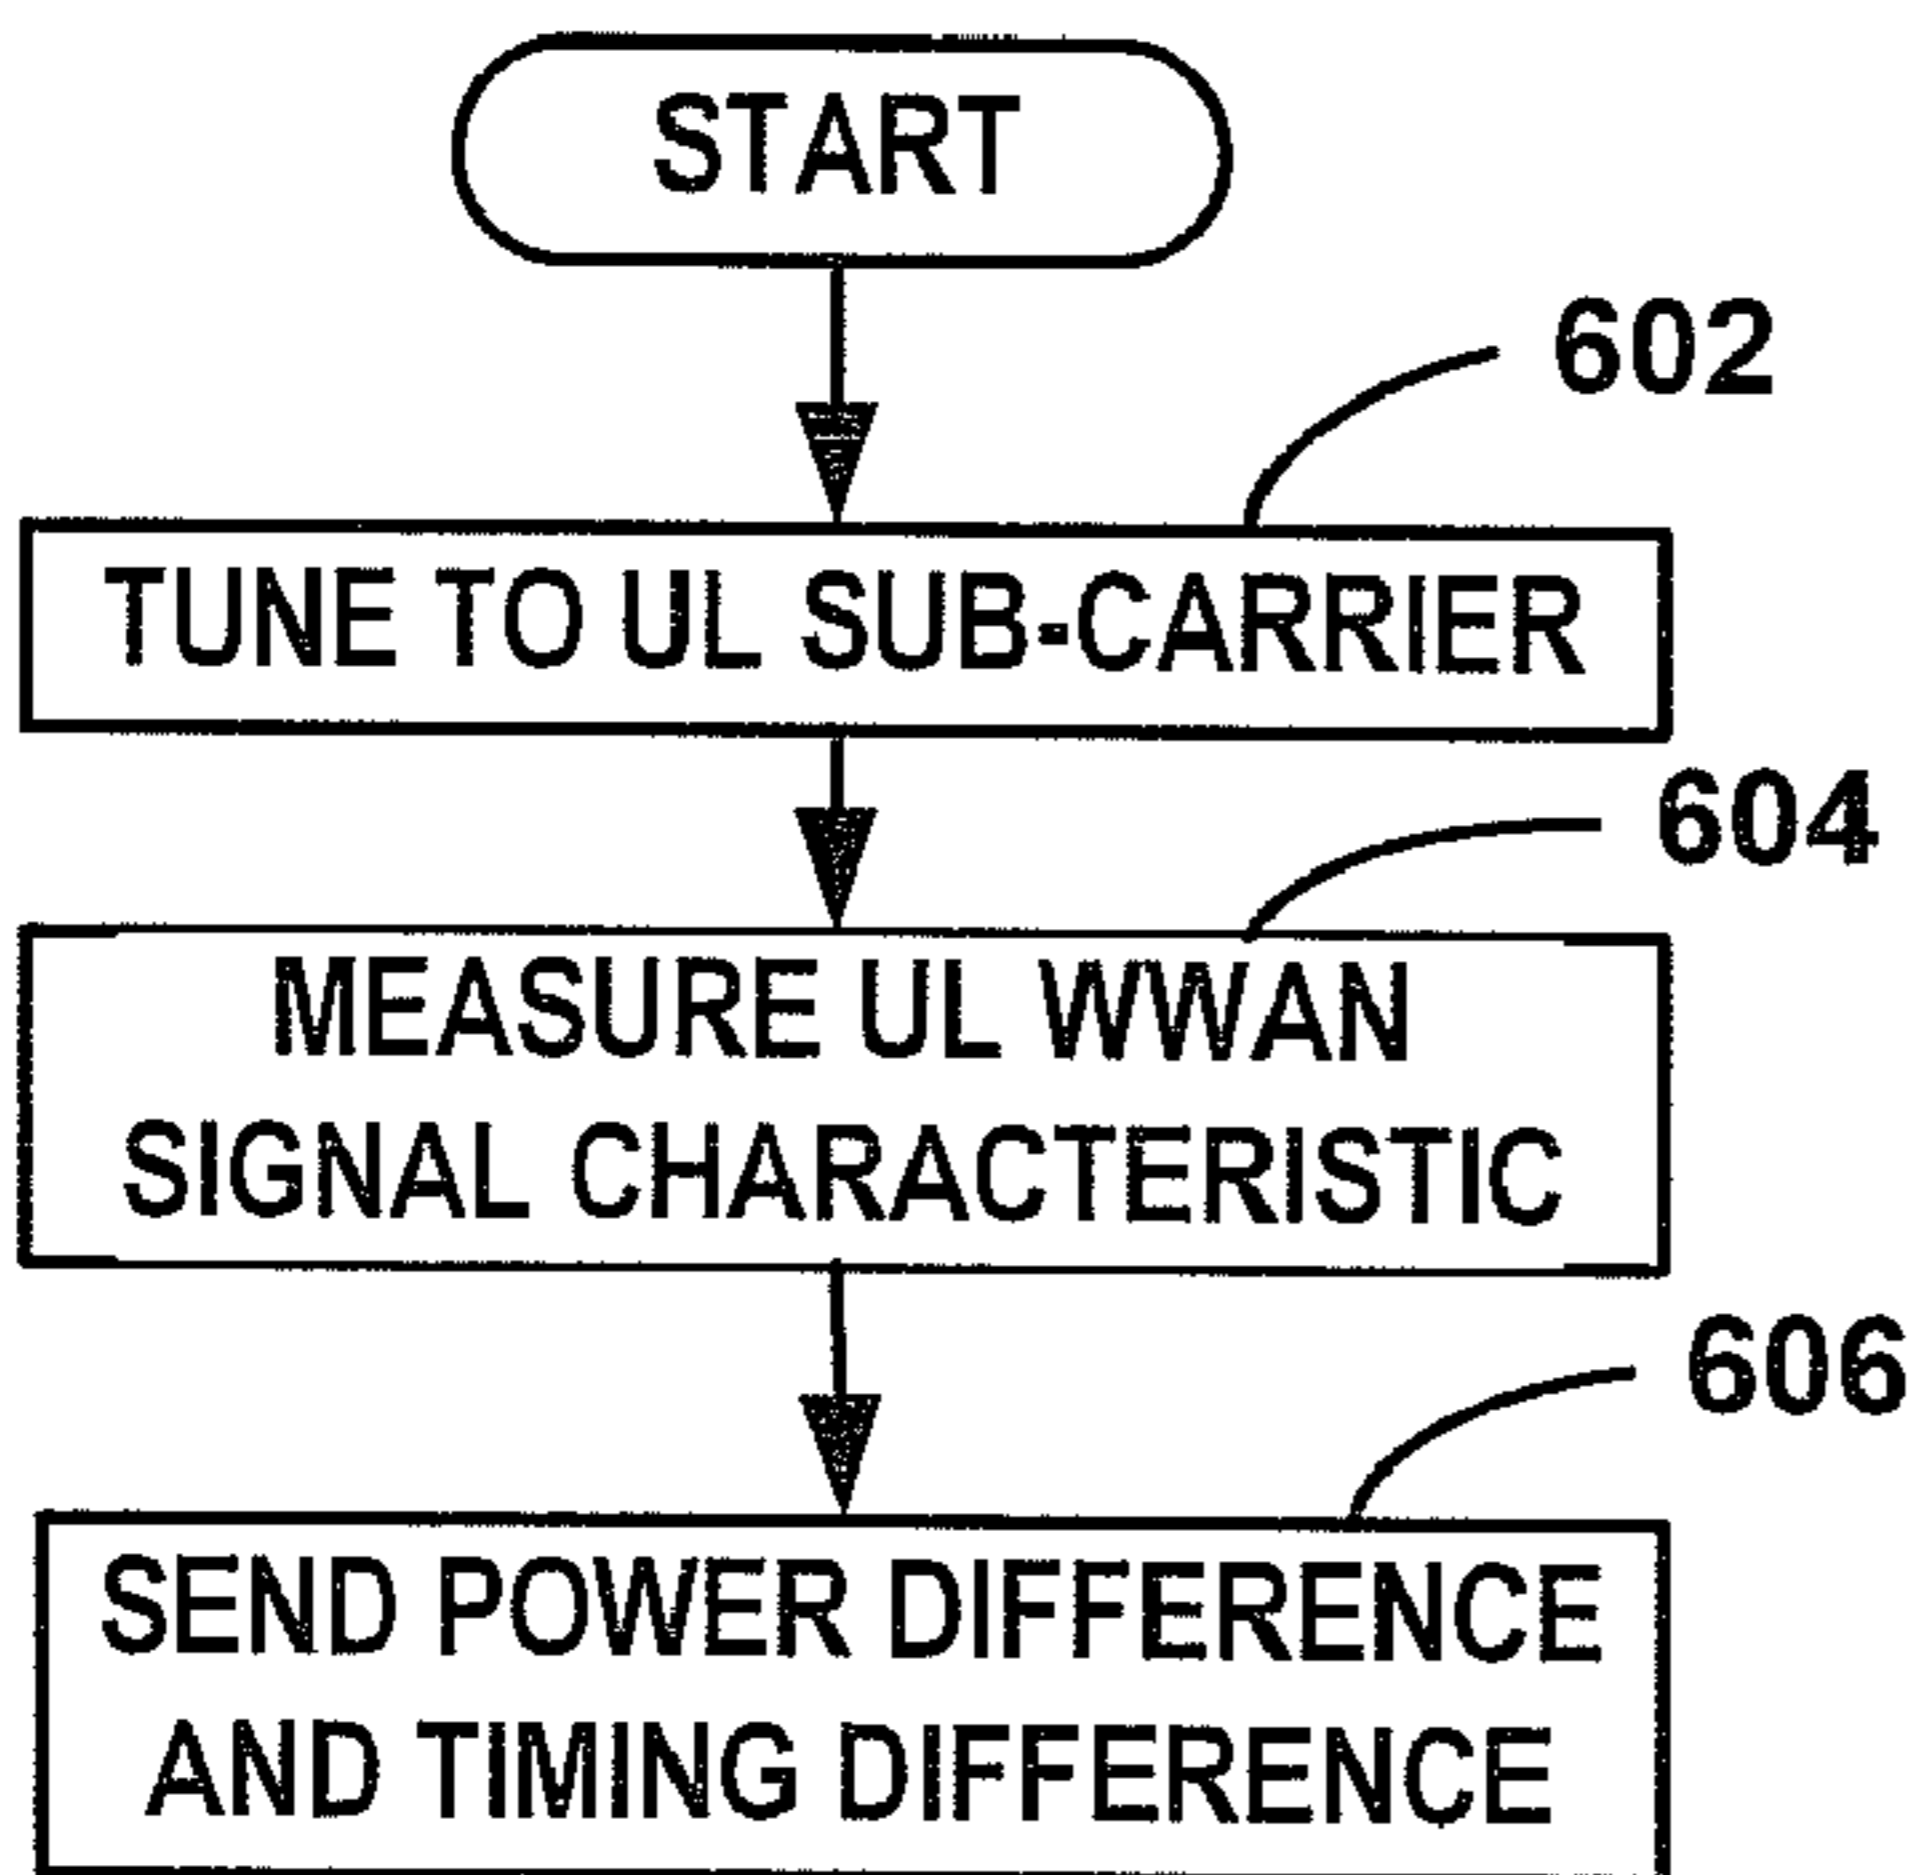 START
602
TUNE TO UL SUB-CARRIER
604
MEASURE UL WWAN
SIGNAL CHARACTERISTIC
606
SEND POWER DIFFERENCE
AND TIMING DIFFERENCE